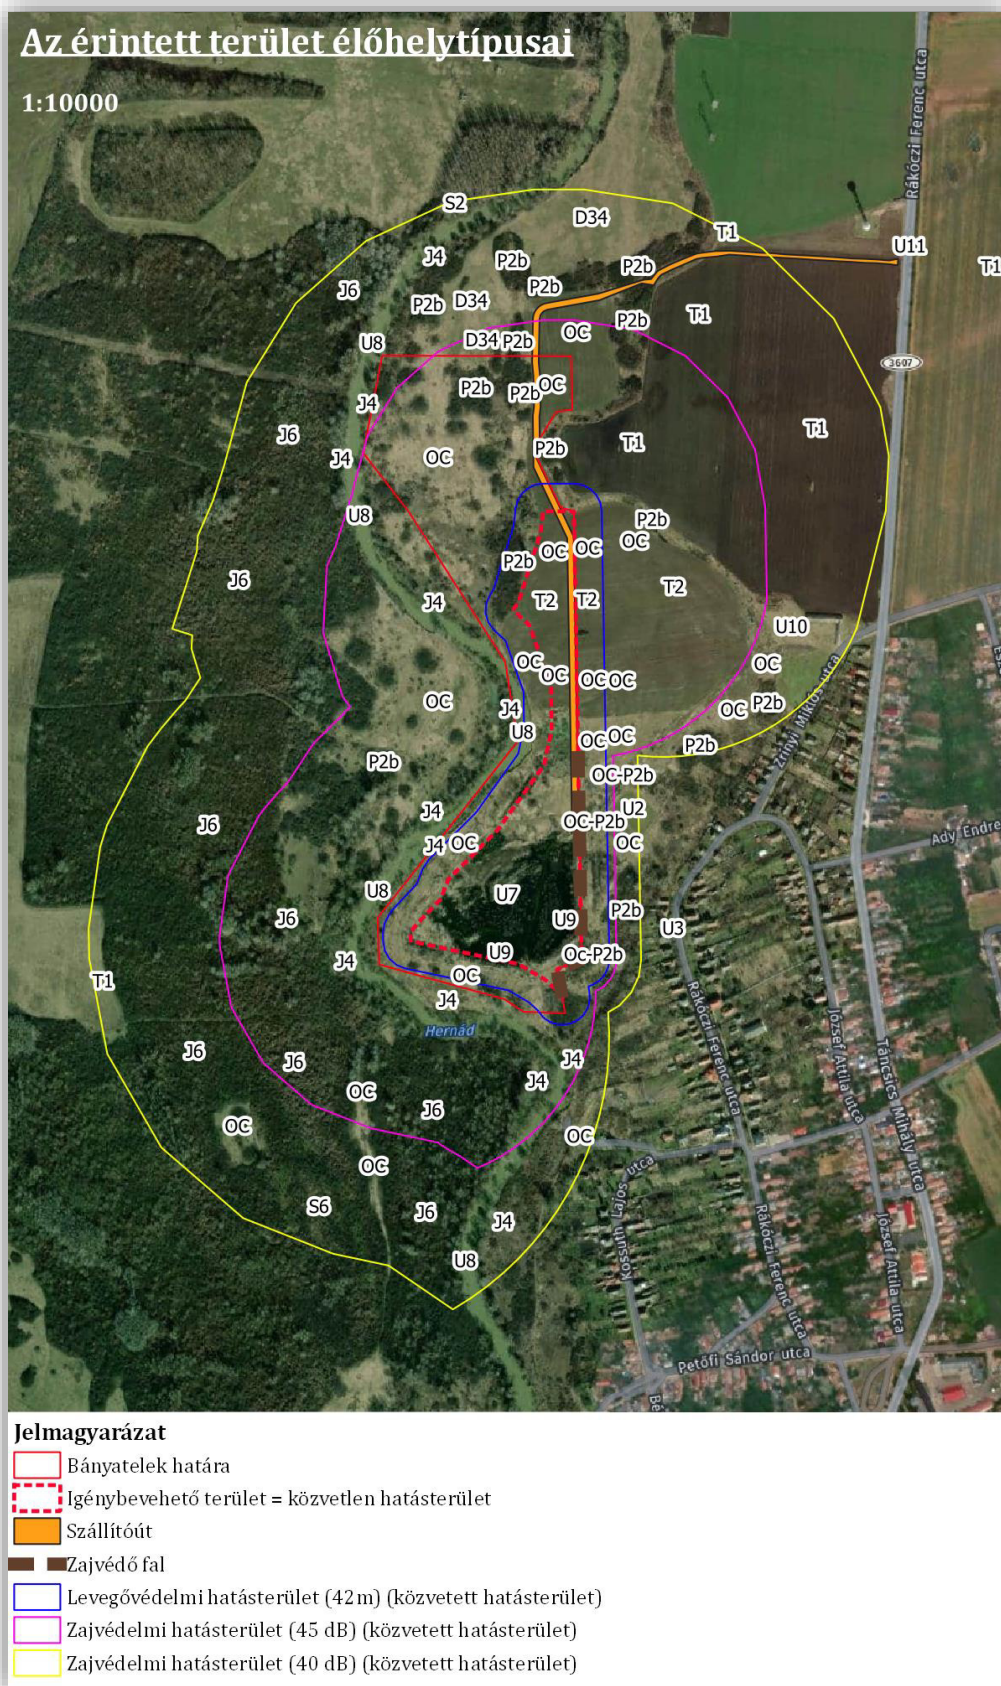 Az érintett terület élőhelytípusai
1:10000
Rákóczi Ferenc utca
S2
D34
T1
U11
J4
P2b
P2b
T1
J6
P2b
D34
P2b
T1
U8
D34
P2b
OC
P2b
3607
P2b
P2b
OC
J4
J6
T1
T1
J4
OC
P2b
U8
P2b
OC
OC
OC
P2b
J6
T2
T2
T2
J4
U10
OC
OC
OC
OC
OC
OC
J4
OC
P2b
U8
OC
OC
P2b
Zrínyi Miklós utca
P2b
OC-P2b
J6
J4
OC-P2b
U2
J4
OC
OC
Ady Endre
U8
U7
J6
U9
P2b
U3
J4
U9
OC-P2b
T1
OC
J4
Hernád
Rákóczi Ferenc utca
József Attila utca
Táncsics Mihály utca
J6
J6
J4
J4
OC
J6
OC
OC
OC
Kossuth Lajos utca
S6
J6
J4
U8
Rákóczi Ferenc utca
József Attila utca
Petőfi Sándor utca
Jelmagyarázat
Bányatelek határa
Igénybevehető terület = közvetlen hatásterület
Szállítóút
Zajvédő fal
Levegővédelmi hatásterület (42 m) (közvetett hatásterület)
Zajvédelmi hatásterület (45 dB) (közvetett hatásterület)
Zajvédelmi hatásterület (40 dB) (közvetett hatásterület)